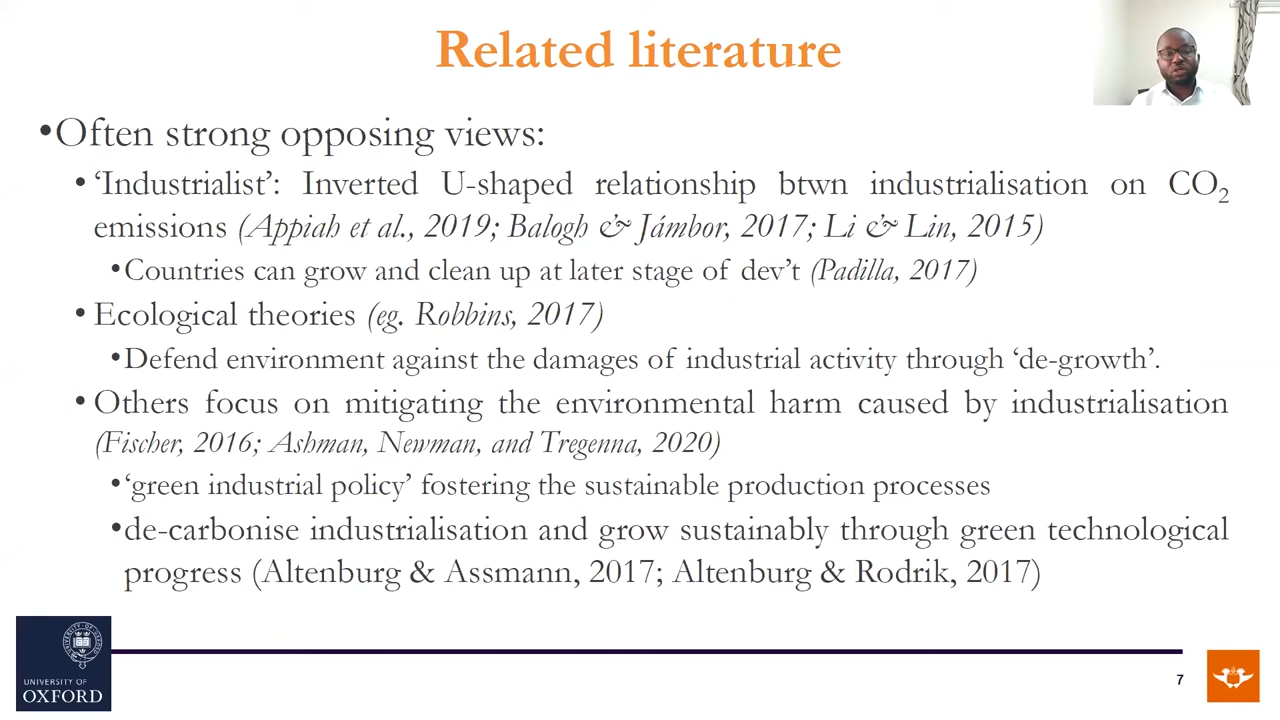 Related literature
•Often strong opposing views:
• ‘Industrialist’: Inverted U-shaped relationship btwn industrialisation on CO₂
emissions (Appiah et al., 2019; Balogh & Jámbor, 2017; Li & Lin, 2015)
•Countries can grow and clean up at later stage of dev’t (Padilla, 2017)
• Ecological theories (eg. Robbins, 2017)
•Defend environment against the damages of industrial activity through ‘de-growth’.
• Others focus on mitigating the environmental harm caused by industrialisation
(Fischer, 2016; Ashman, Newman, and Tregenna, 2020)
•‘green industrial policy’ fostering the sustainable production processes
•de-carbonise industrialisation and grow sustainably through green technological
progress (Altenburg & Assmann, 2017; Altenburg & Rodrik, 2017)
UNIVERSITY OF
OXFORD
7